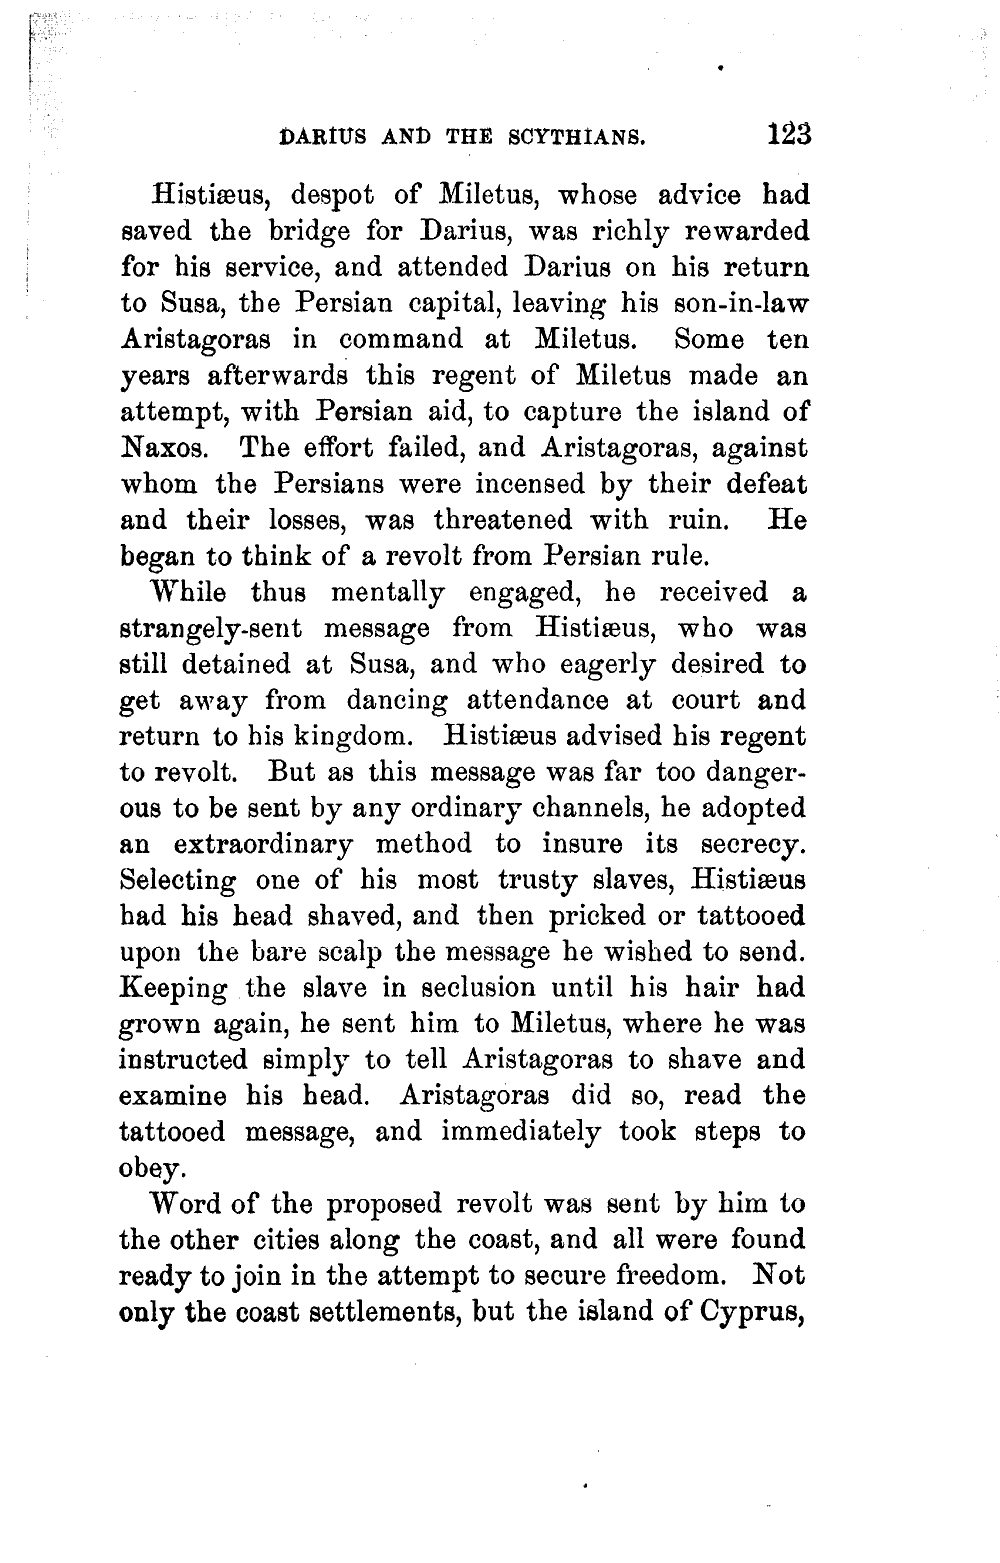 DARIUS AND THE SCYTHIANS. 123
Histiæus, despot of Miletus, whose advice had
saved the bridge for Darius, was richly rewarded
for his service, and attended Darius on his return
to Susa, the Persian capital, leaving his son-in-law
Aristagoras in command at Miletus. Some ten
years afterwards this regent of Miletus made an
attempt, with Persian aid, to capture the island of
Naxos. The effort failed, and Aristagoras, against
whom the Persians were incensed by their defeat
and their losses, was threatened with ruin. He
began to think of a revolt from Persian rule.
While thus mentally engaged, he received a
strangely-sent message from Histiæus, who was
still detained at Susa, and who eagerly desired to
get away from dancing attendance at court and
return to his kingdom. Histiæus advised his regent
to revolt. But as this message was far too danger-
ous to be sent by any ordinary channels, he adopted
an extraordinary method to insure its secrecy.
Selecting one of his most trusty slaves, Histiæus
had his head shaved, and then pricked or tattooed
upon the bare scalp the message he wished to send.
Keeping the slave in seclusion until his hair had
grown again, he sent him to Miletus, where he was
instructed simply to tell Aristagoras to shave and
examine his head. Aristagoras did so, read the
tattooed message, and immediately took steps to
obey.
Word of the proposed revolt was sent by him to
the other cities along the coast, and all were found
ready to join in the attempt to secure freedom. Not
only the coast settlements, but the island of Cyprus,